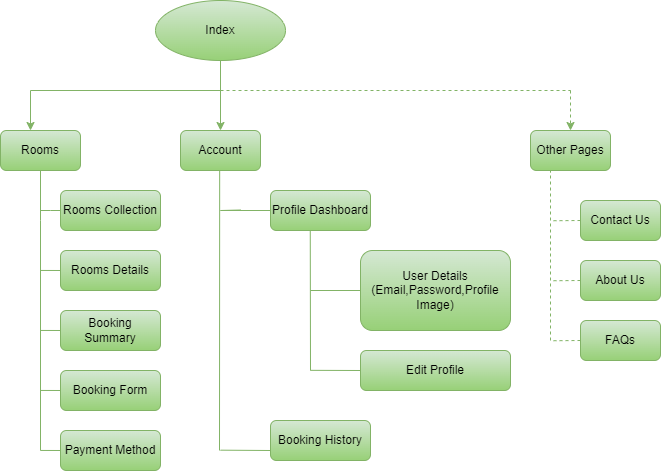 Index
Rooms
Account
Other Pages
Rooms Collection
Profile Dashboard
Contact Us
Rooms Details
User Details
(Email,Password,Profile
Image)
About Us
Booking
Summary
FAQs
Booking Form
Edit Profile
Payment Method
Booking History